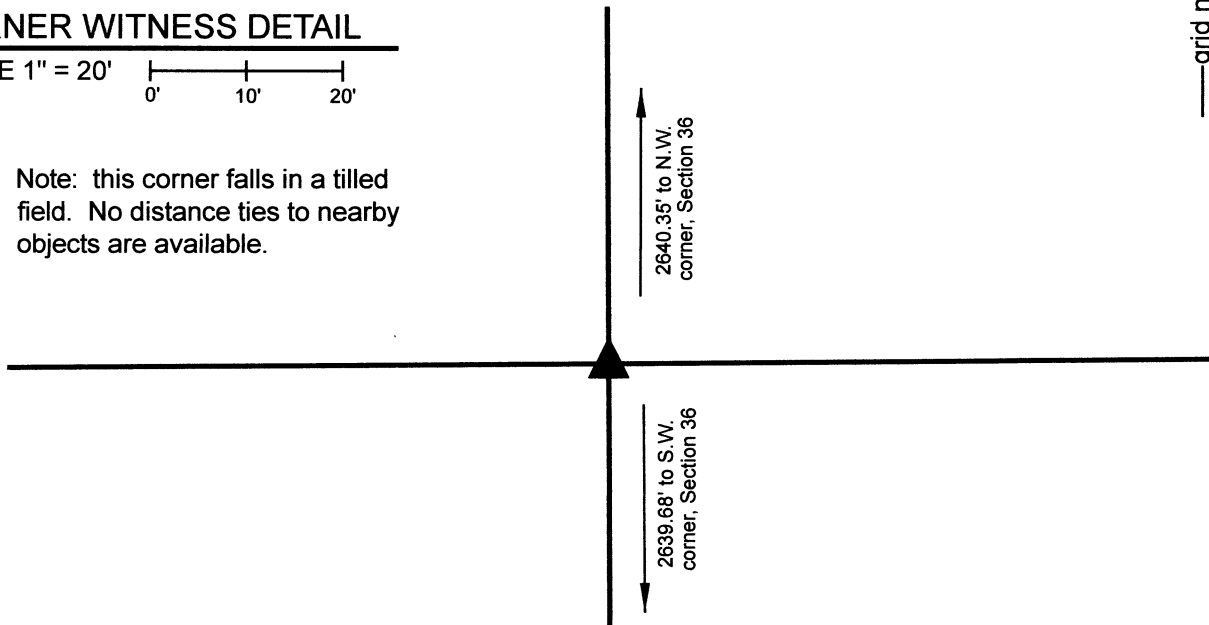 NER WITNESS DETAIL
E 1" = 20'
0' 10' 20'
Note: this corner falls in a tilled
field. No distance ties to nearby
objects are available.
2640.35' to N.W.
corner, Section 36
2639.68' to S.W.
corner, Section 36
grid n